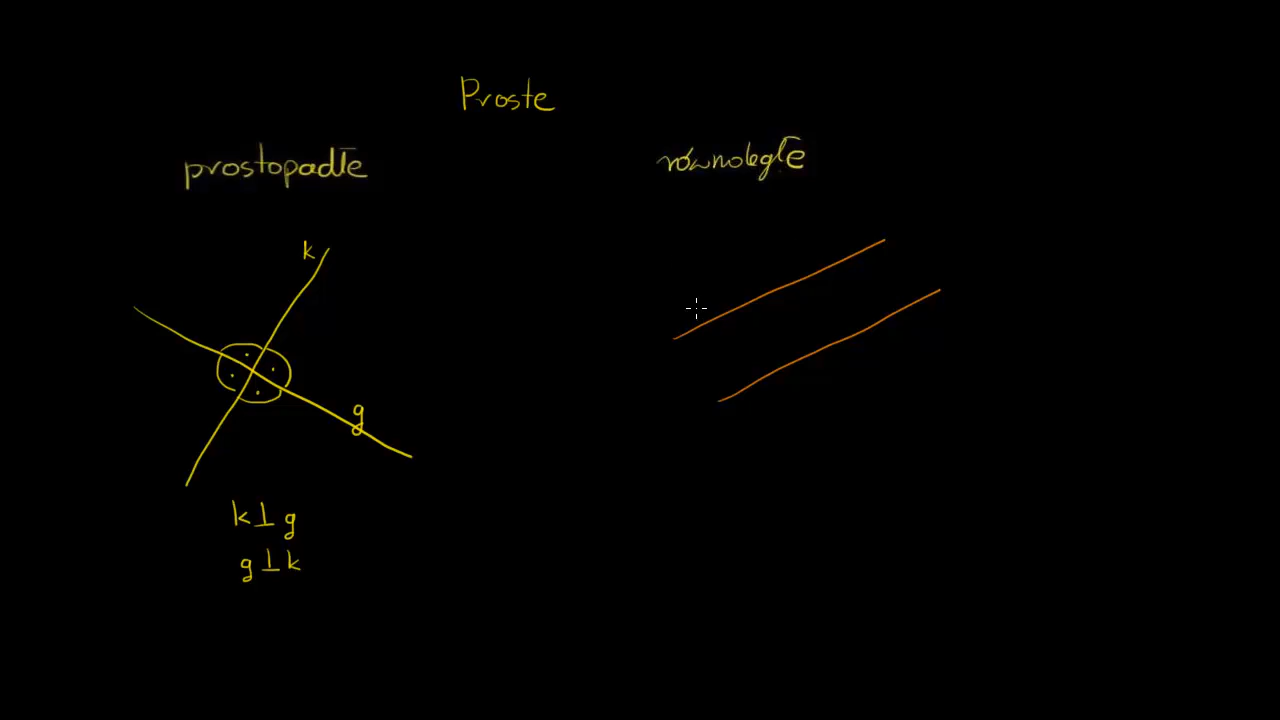 Proste
prostopadłe
równoległe
k
g
k ⊥ g
g ⊥ k